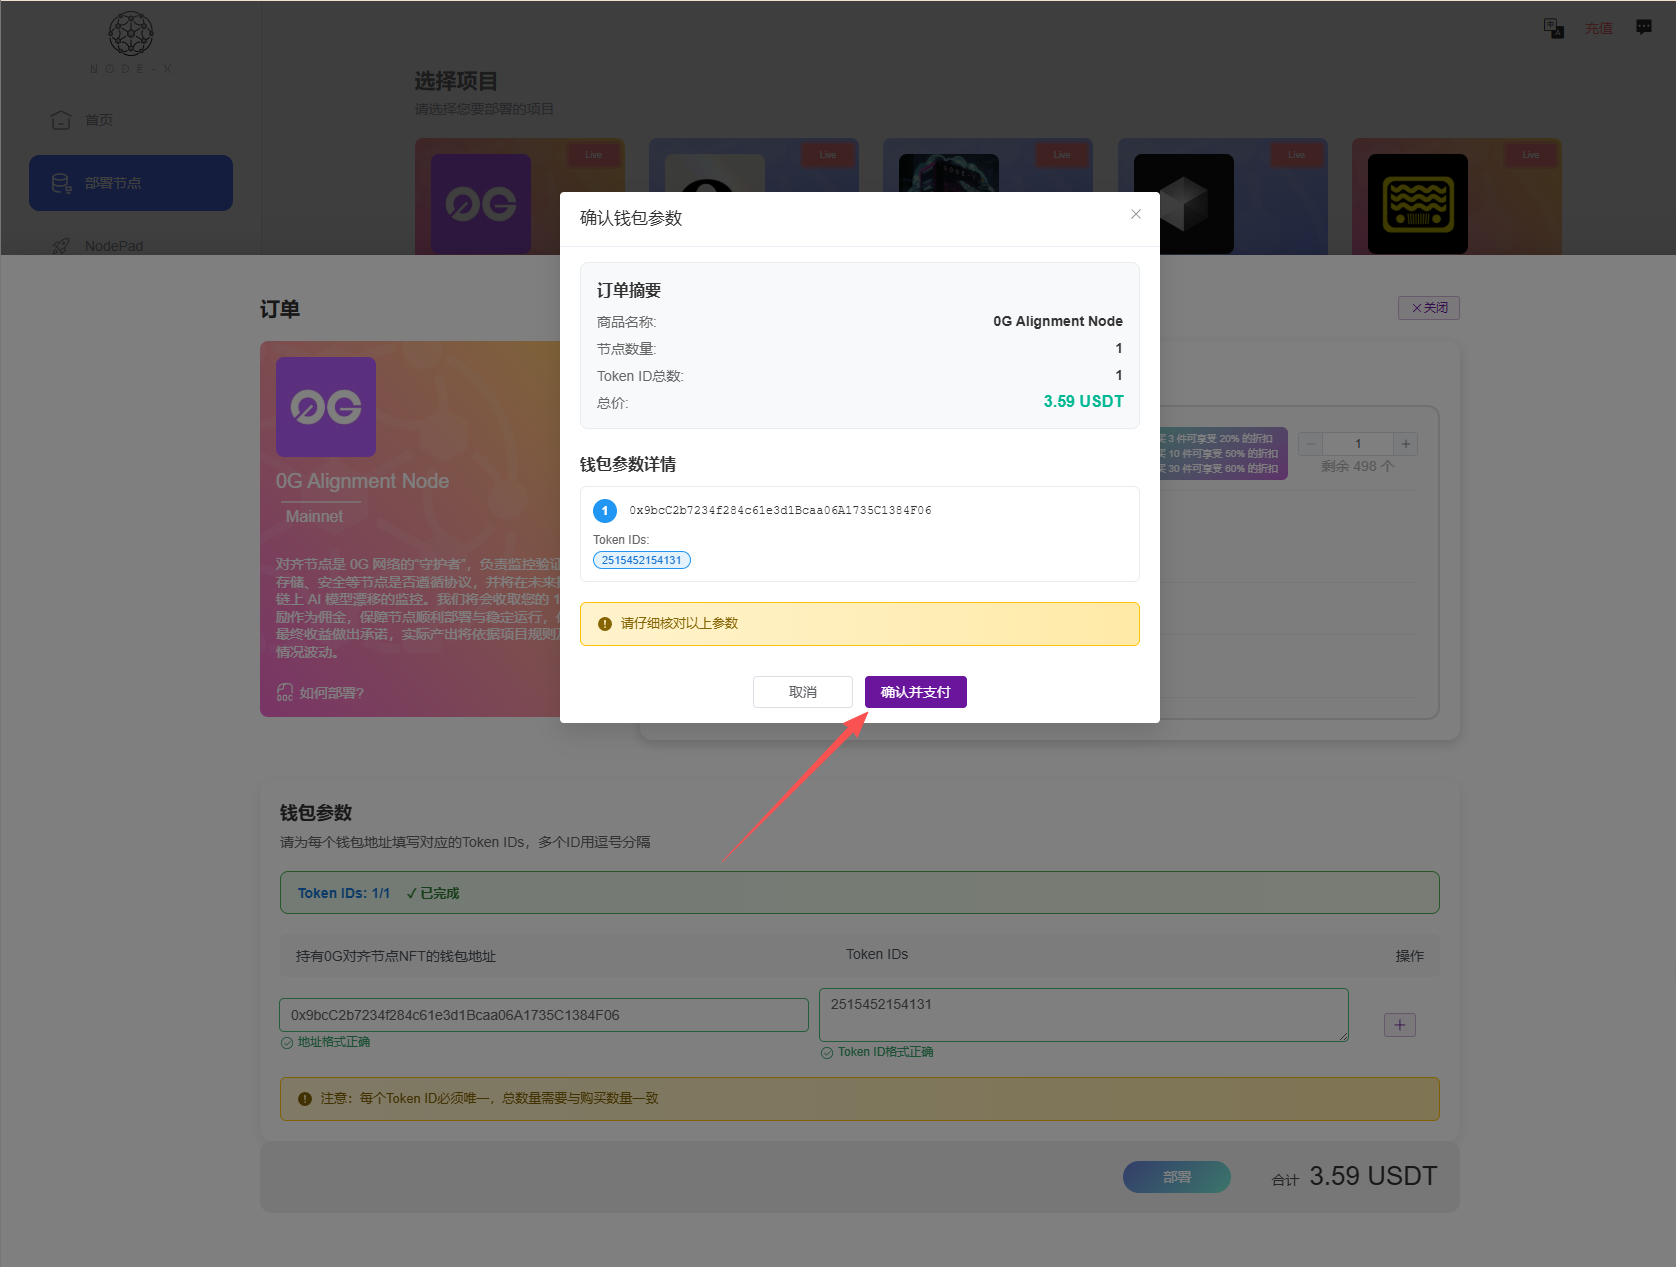 NODE-X
充值
首页
部署节点
NodePad
选择项目
请选择您要部署的项目
Live
Live
Live
Live
Live
0G
NODE-X
订单
✕关闭
0G
0G Alignment Node
Mainnet
对齐节点是 0G 网络的“守护者”，负责监控验证
存储、安全等节点是否遵循协议，并将在未来
链上 AI 模型漂移的监控。我们将会收取您的 1
励作为佣金，保障节点顺利部署与稳定运行，
最终收益做出承诺，实际产出将依据项目规则
情况波动。
如何部署?
买 3 件可享受 20% 的折扣
买 10 件可享受 50% 的折扣
买 30 件可享受 60% 的折扣
− 1 +
剩余 498 个
确认钱包参数
订单摘要
商品名称: 0G Alignment Node
节点数量: 1
Token ID总数: 1
总价: 3.59 USDT
钱包参数详情
1 0x9bcC2b7234f284c61e3d1Bcaa06A1735C1384F06
Token IDs:
2515452154131
请仔细核对以上参数
取消 确认并支付
钱包参数
请为每个钱包地址填写对应的Token IDs，多个ID用逗号分隔
Token IDs: 1/1 ✓ 已完成
持有0G对齐节点NFT的钱包地址 Token IDs 操作
0x9bcC2b7234f284c61e3d1Bcaa06A1735C1384F06 2515452154131 +
地址格式正确 Token ID格式正确
注意：每个Token ID必须唯一，总数量需要与购买数量一致
部署 合计 3.59 USDT